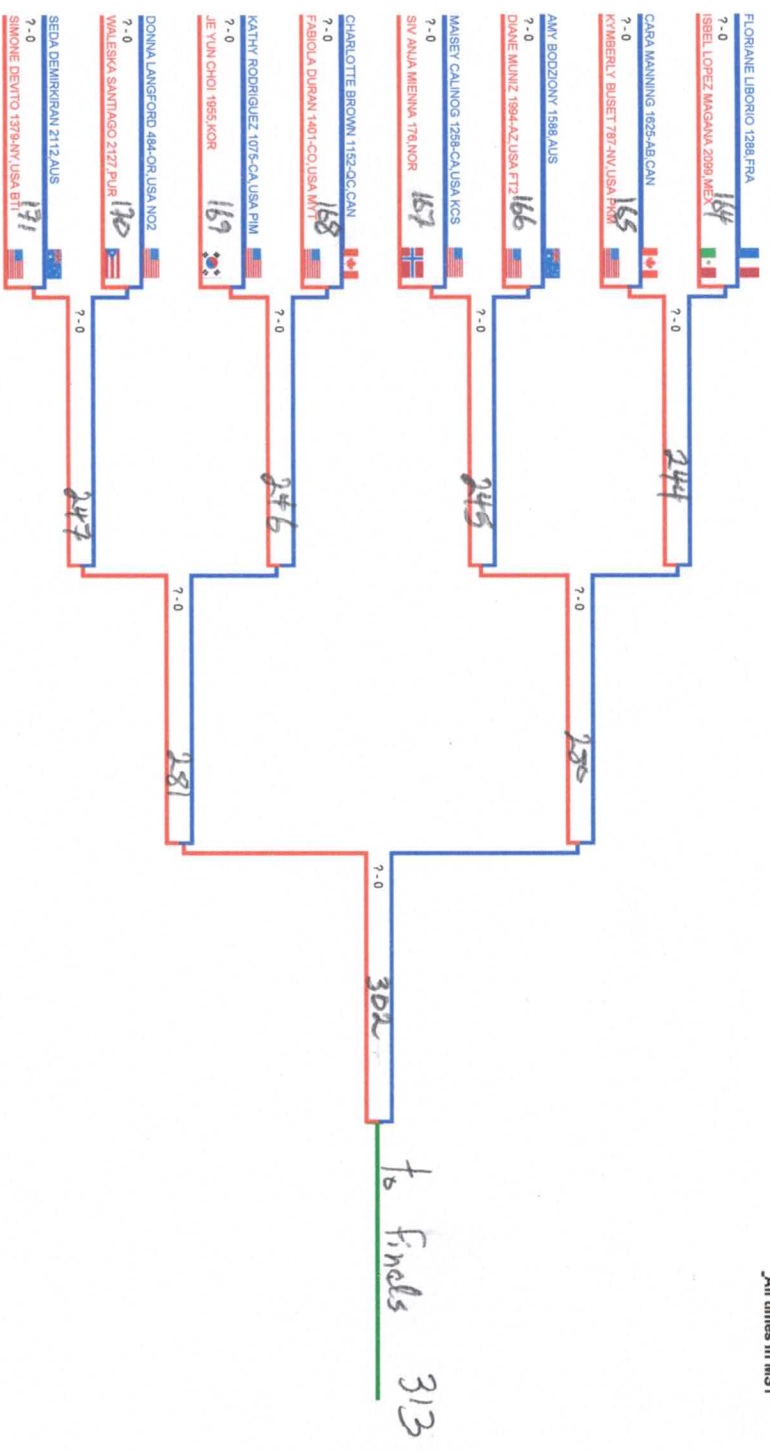 All times in MST
FLORIANE LIBORIO 1288,FRA
? - 0
164
ISBEL LOPEZ MAGANA 2099,MEX
CARA MANNING 1625-AB,CAN
? - 0
165
KYMBERLY BUSET 787-NV,USA PKM
AMY BODZIONY 1588,AUS
? - 0
166
DIANE MUNIZ 1994-AZ,USA FT2
MAISEY CALINOG 1258-CA,USA KCS
? - 0
167
SIV ANJA MIENNA 176,NOR
CHARLOTTE BROWN 1152-QC,CAN
? - 0
168
FABIOLA DURAN 1401-CO,USA MYT
KATHY RODRIGUEZ 1075-CA,USA PIM
? - 0
169
JE YUN CHOI 1955,KOR
DONNA LANGFORD 484-OR,USA NO2
? - 0
170
WALESKA SANTIAGO 2127,PUR
SEDA DEMIRKIRAN 2112,AUS
? - 0
171
SIMONE DEVITO 1379-NY,USA BTI
? - 0
244
? - 0
245
? - 0
246
? - 0
247
? - 0
280
? - 0
281
? - 0
302
to finals 313